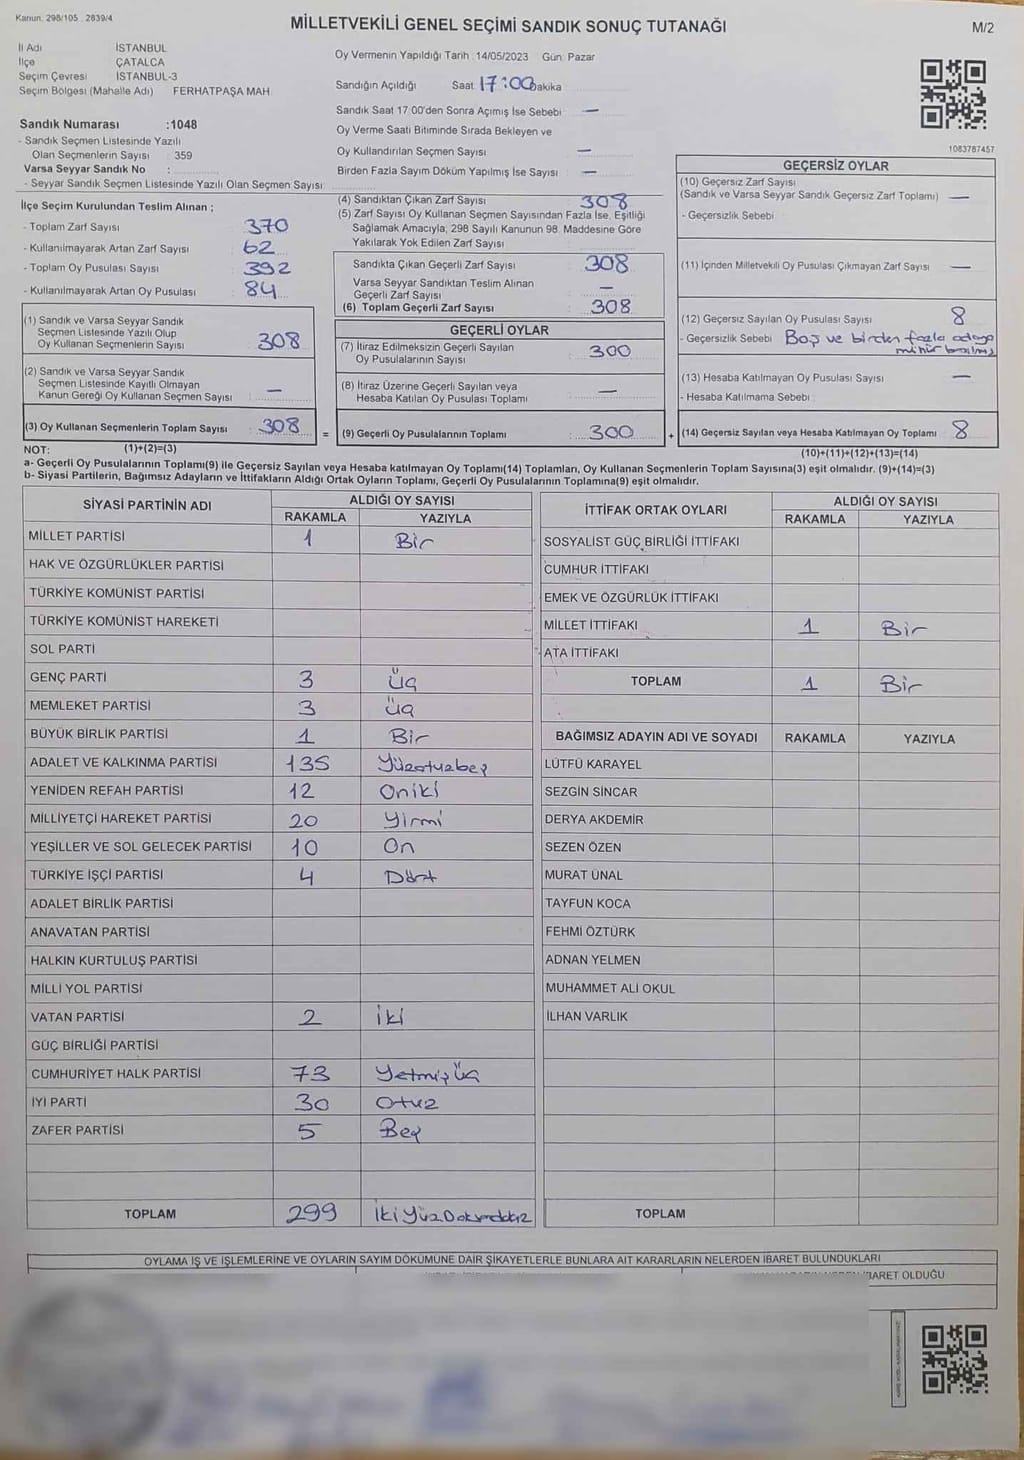 Kanun: 298/105 . 2839/4
MİLLETVEKİLİ GENEL SEÇİMİ SANDIK SONUÇ TUTANAĞI
M/2
İl Adı İSTANBUL
İlçe ÇATALCA
Seçim Çevresi İSTANBUL-3
Seçim Bölgesi (Mahalle Adı) FERHATPAŞA MAH.
Sandık Numarası :1048
- Sandık Seçmen Listesinde Yazılı
Olan Seçmenlerin Sayısı : 359
Varsa Seyyar Sandık No :
- Seyyar Sandık Seçmen Listesinde Yazılı Olan Seçmen Sayısı:
Oy Vermenin Yapıldığı Tarih : 14/05/2023 Gün: Pazar
Sandığın Açıldığı Saat 17:00 Dakika
Sandık Saat 17:00'den Sonra Açımış İse Sebebi : —
Oy Verme Saati Bitiminde Sırada Bekleyen ve
Oy Kullandırılan Seçmen Sayısı : —
Birden Fazla Sayım Döküm Yapılmış İse Sayısı : —
1083787457
İlçe Seçim Kurulundan Teslim Alınan ;
- Toplam Zarf Sayısı : 370
- Kullanılmayarak Artan Zarf Sayısı : 62
- Toplam Oy Pusulası Sayısı : 392
- Kullanılmayarak Artan Oy Pusulası : 84
(1) Sandık ve Varsa Seyyar Sandık
Seçmen Listesinde Yazılı Olup
Oy Kullanan Seçmenlerin Sayısı : 308
(2) Sandık ve Varsa Seyyar Sandık
Seçmen Listesinde Kayıtlı Olmayan
Kanun Gereği Oy Kullanan Seçmen Sayısı : —
(3) Oy Kullanan Seçmenlerin Toplam Sayısı : 308
(4) Sandıktan Çıkan Zarf Sayısı : 308
(5) Zarf Sayısı Oy Kullanan Seçmen Sayısından Fazla İse, Eşitliği
Sağlamak Amacıyla, 298 Sayılı Kanunun 98. Maddesine Göre
Yakılarak Yok Edilen Zarf Sayısı :
Sandıkta Çıkan Geçerli Zarf Sayısı : 308
Varsa Seyyar Sandıktan Teslim Alınan
Geçerli Zarf Sayısı : —
(6) Toplam Geçerli Zarf Sayısı : 308
GEÇERLİ OYLAR
(7) İtiraz Edilmeksizin Geçerli Sayılan
Oy Pusulalarının Sayısı : 300
(8) İtiraz Üzerine Geçerli Sayılan veya
Hesaba Katılan Oy Pusulaları Toplamı : —
= (9) Geçerli Oy Pusulalarının Toplamı : 300
GEÇERSİZ OYLAR
(10) Geçersiz Zarf Sayısı
(Sandık ve Varsa Seyyar Sandık Geçersiz Zarf Toplamı) : —
- Geçersizlik Sebebi :
(11) İçinden Milletvekili Oy Pusulası Çıkmayan Zarf Sayısı : —
(12) Geçersiz Sayılan Oy Pusulası Sayısı : 8
- Geçersizlik Sebebi : Boş ve birden fazla adaya
mühür basılmış
(13) Hesaba Katılmayan Oy Pusulası Sayısı : —
- Hesaba Katılmama Sebebi :
+ (14) Geçersiz Sayılan veya Hesaba Katılmayan Oy Toplamı : 8
NOT: (1)+(2)=(3)
(10)+(11)+(12)+(13)=(14)
a- Geçerli Oy Pusulalarının Toplamı(9) ile Geçersiz Sayılan veya Hesaba katılmayan Oy Toplamı(14) Toplamları, Oy Kullanan Seçmenlerin Toplam Sayısına(3) eşit olmalıdır. (9)+(14)=(3)
b- Siyasi Partilerin, Bağımsız Adayların ve İttifakların Aldığı Ortak Oyların Toplamı, Geçerli Oy Pusulalarının Toplamına(9) eşit olmalıdır.
SİYASİ PARTİNİN ADI ALDIĞI OY SAYISI
RAKAMLA YAZIYLA
MİLLET PARTİSİ 1 Bir
HAK VE ÖZGÜRLÜKLER PARTİSİ
TÜRKİYE KOMÜNİST PARTİSİ
TÜRKİYE KOMÜNİST HAREKETİ
SOL PARTİ
GENÇ PARTİ 3 Üç
MEMLEKET PARTİSİ 3 Üç
BÜYÜK BİRLİK PARTİSİ 1 Bir
ADALET VE KALKINMA PARTİSİ 135 Yüzotuzbeş
YENİDEN REFAH PARTİSİ 12 Oniki
MİLLİYETÇİ HAREKET PARTİSİ 20 Yirmi
YEŞİLLER VE SOL GELECEK PARTİSİ 10 On
TÜRKİYE İŞÇİ PARTİSİ 4 Dört
ADALET BİRLİK PARTİSİ
ANAVATAN PARTİSİ
HALKIN KURTULUŞ PARTİSİ
MİLLİ YOL PARTİSİ
VATAN PARTİSİ 2 İki
GÜÇ BİRLİĞİ PARTİSİ
CUMHURİYET HALK PARTİSİ 73 Yetmişüç
İYİ PARTİ 30 Otuz
ZAFER PARTİSİ 5 Beş
TOPLAM 299
İTTİFAK ORTAK OYLARI ALDIĞI OY SAYISI
RAKAMLA YAZIYLA
SOSYALİST GÜÇ BİRLİĞİ İTTİFAKI
CUMHUR İTTİFAKI
EMEK VE ÖZGÜRLÜK İTTİFAKI
MİLLET İTTİFAKI 1 Bir
ATA İTTİFAKI
TOPLAM 1 Bir
BAĞIMSIZ ADAYIN ADI VE SOYADI RAKAMLA YAZIYLA
LÜTFÜ KARAYEL
SEZGİN SİNCAR
DERYA AKDEMİR
SEZEN ÖZEN
MURAT ÜNAL
TAYFUN KOCA
FEHMİ ÖZTÜRK
ADNAN YELMEN
MUHAMMET ALİ OKUL
İLHAN VARLIK
TOPLAM
OYLAMA İŞ VE İŞLEMLERİNE VE OYLARIN SAYIM DÖKÜMÜNE DAİR ŞİKAYETLERLE BUNLARA AİT KARARLARIN NELERDEN İBARET BULUNDUKLARI
OLDUĞU